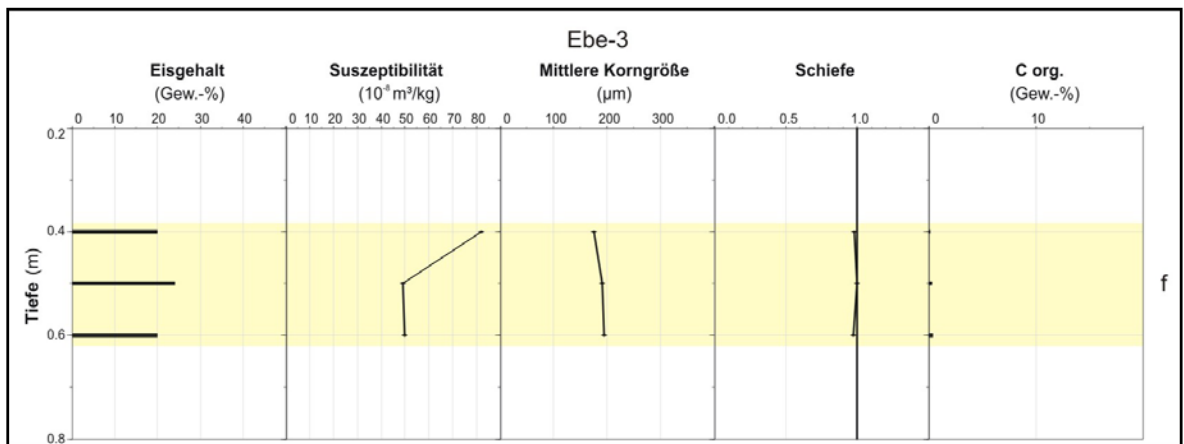 Ebe-3
Eisgehalt Suszeptibilität Mittlere Korngröße Schiefe C org.
(Gew.-%) (10⁻⁸ m³/kg) (µm) (Gew.-%)
0 10 20 30 40 0 10 20 30 40 50 60 70 80 0 100 200 300 0.0 0.5 1.0 0 10
0.2
0.4
Tiefe (m)
f
0.6
0.8